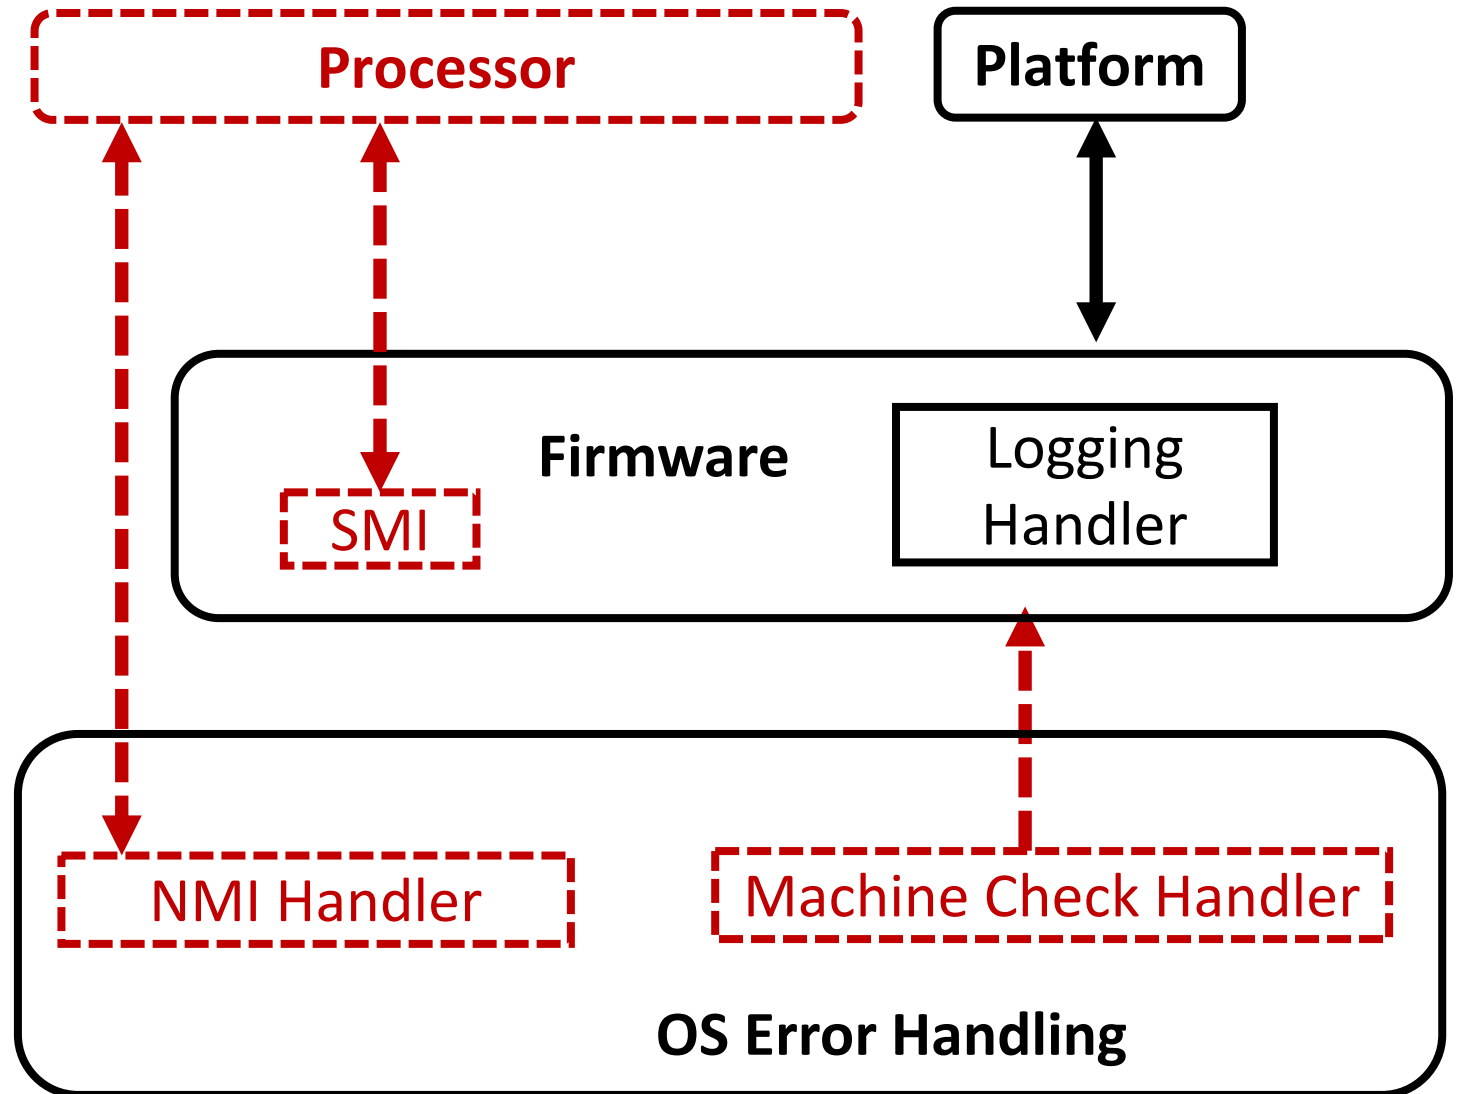 Processor
Platform
Firmware
Logging
Handler
SMI
NMI Handler
Machine Check Handler
OS Error Handling